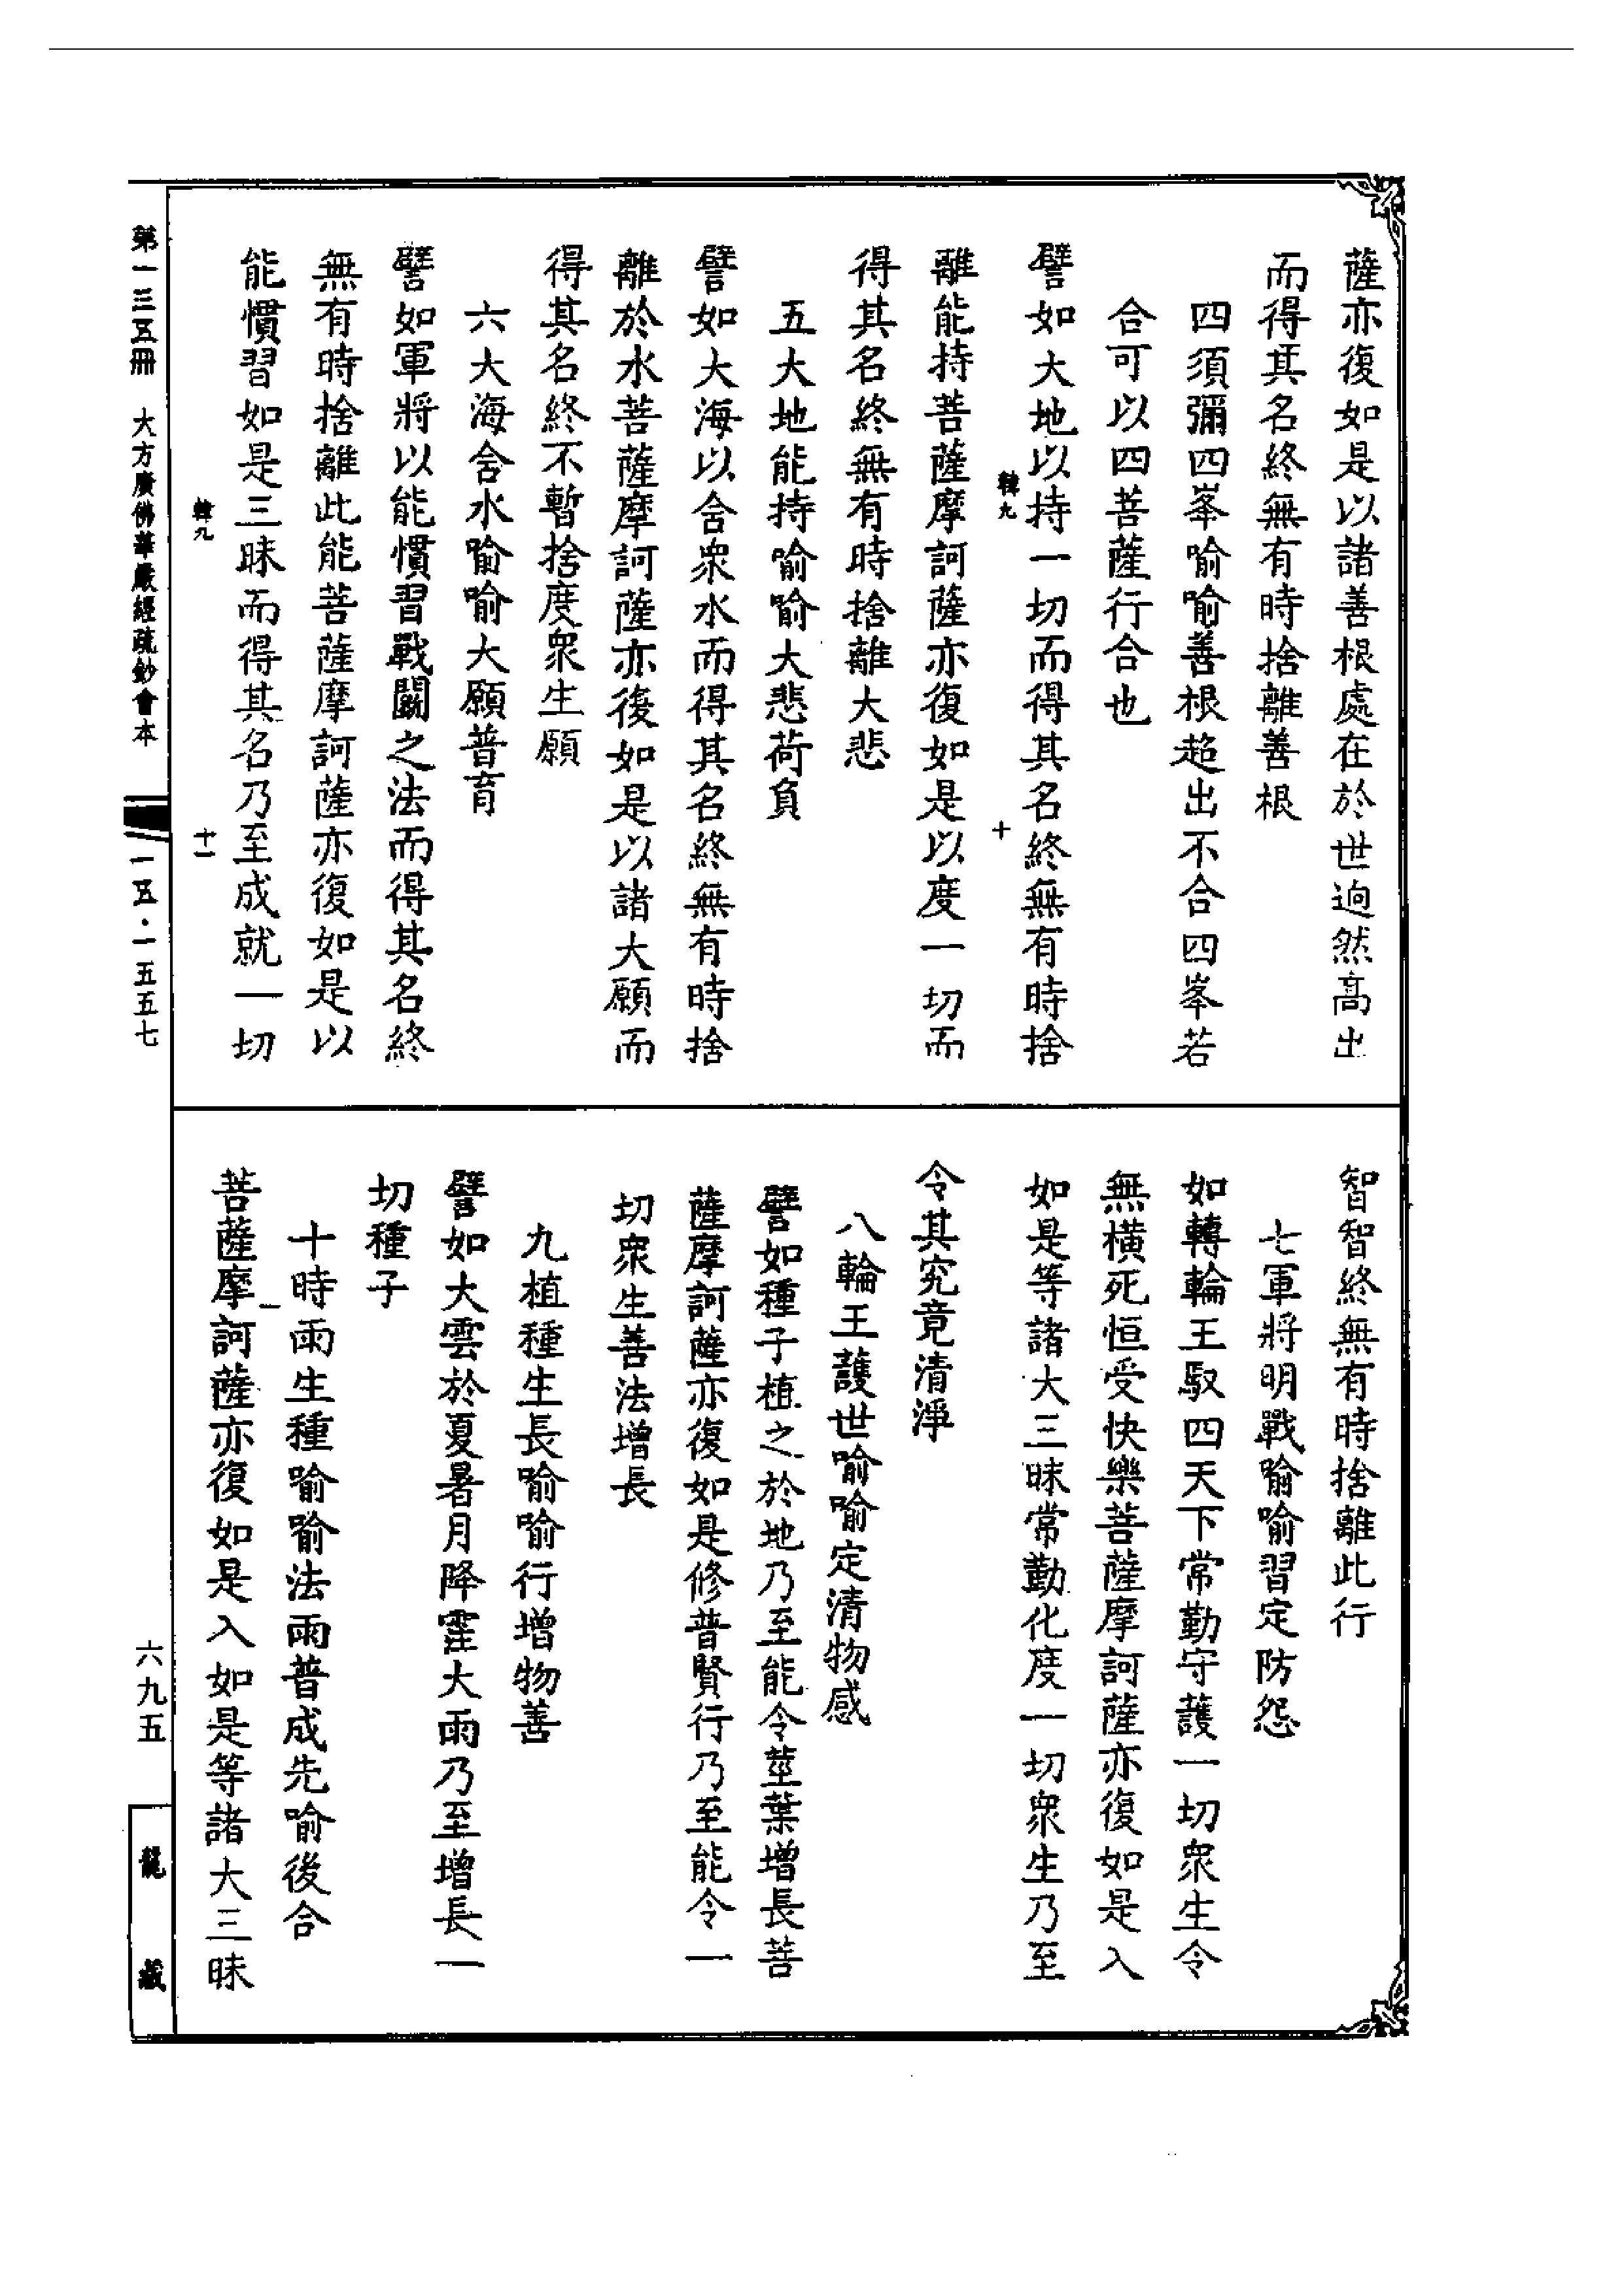 薩亦復如是以諸善根處在於世逈然高出
而得其名終無有時捨離善根
四須彌四峯喻喻善根超出不合四峯若
合可以四菩薩行合也
譬如大地以持一切而得其名終無有時捨
韓九
十
離能持菩薩摩訶薩亦復如是以度一切而
得其名終無有時捨離大悲
五大地能持喻喻大悲荷負
譬如大海以含衆水而得其名終無有時捨
離於水菩薩摩訶薩亦復如是以諸大願而
得其名終不暫捨度衆生願
六大海含水喻喻大願普育
譬如軍將以能慣習戰鬬之法而得其名終
無有時捨離此能菩薩摩訶薩亦復如是以
能慣習如是三昧而得其名乃至成就一切
韓九
十一
智智終無有時捨離此行
七軍將明戰喻喻習定防怨
如轉輪王馭四天下常勤守護一切衆生令
無橫死恒受快樂菩薩摩訶薩亦復如是入
如是等諸大三昧常勤化度一切衆生乃至
令其究竟清淨
八輪王護世喻喻定清物感
譬如種子植之於地乃至能令莖葉增長菩
薩摩訶薩亦復如是修普賢行乃至能令一
切衆生善法增長
九植種生長喻喻行增物善
譬如大雲於夏暑月降霔大雨乃至增長一
切種子
十時雨生種喻喻法雨普成先喻後合
菩薩摩訶薩亦復如是入如是等諸大三昧
第一三五冊 大方廣佛華嚴經疏鈔會本
一五·一五五七
六九五
龍藏